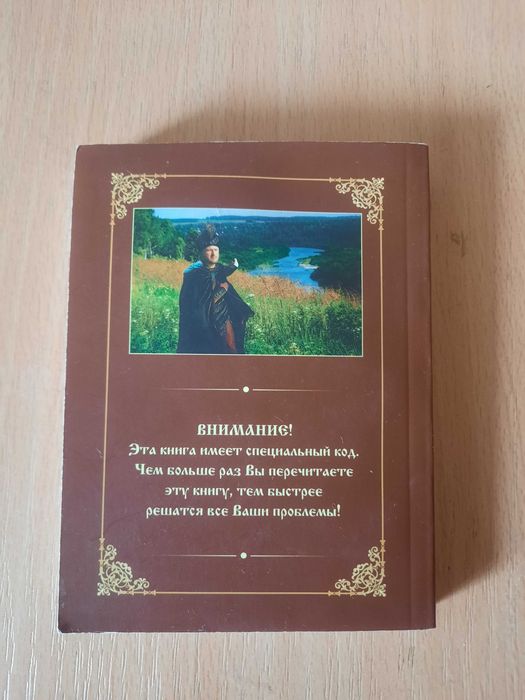 ВНИМАНИЕ!
Эта книга имеет специальный код.
Чем больше раз Вы перечитаете
эту книгу, тем быстрее
решатся все Ваши проблемы!